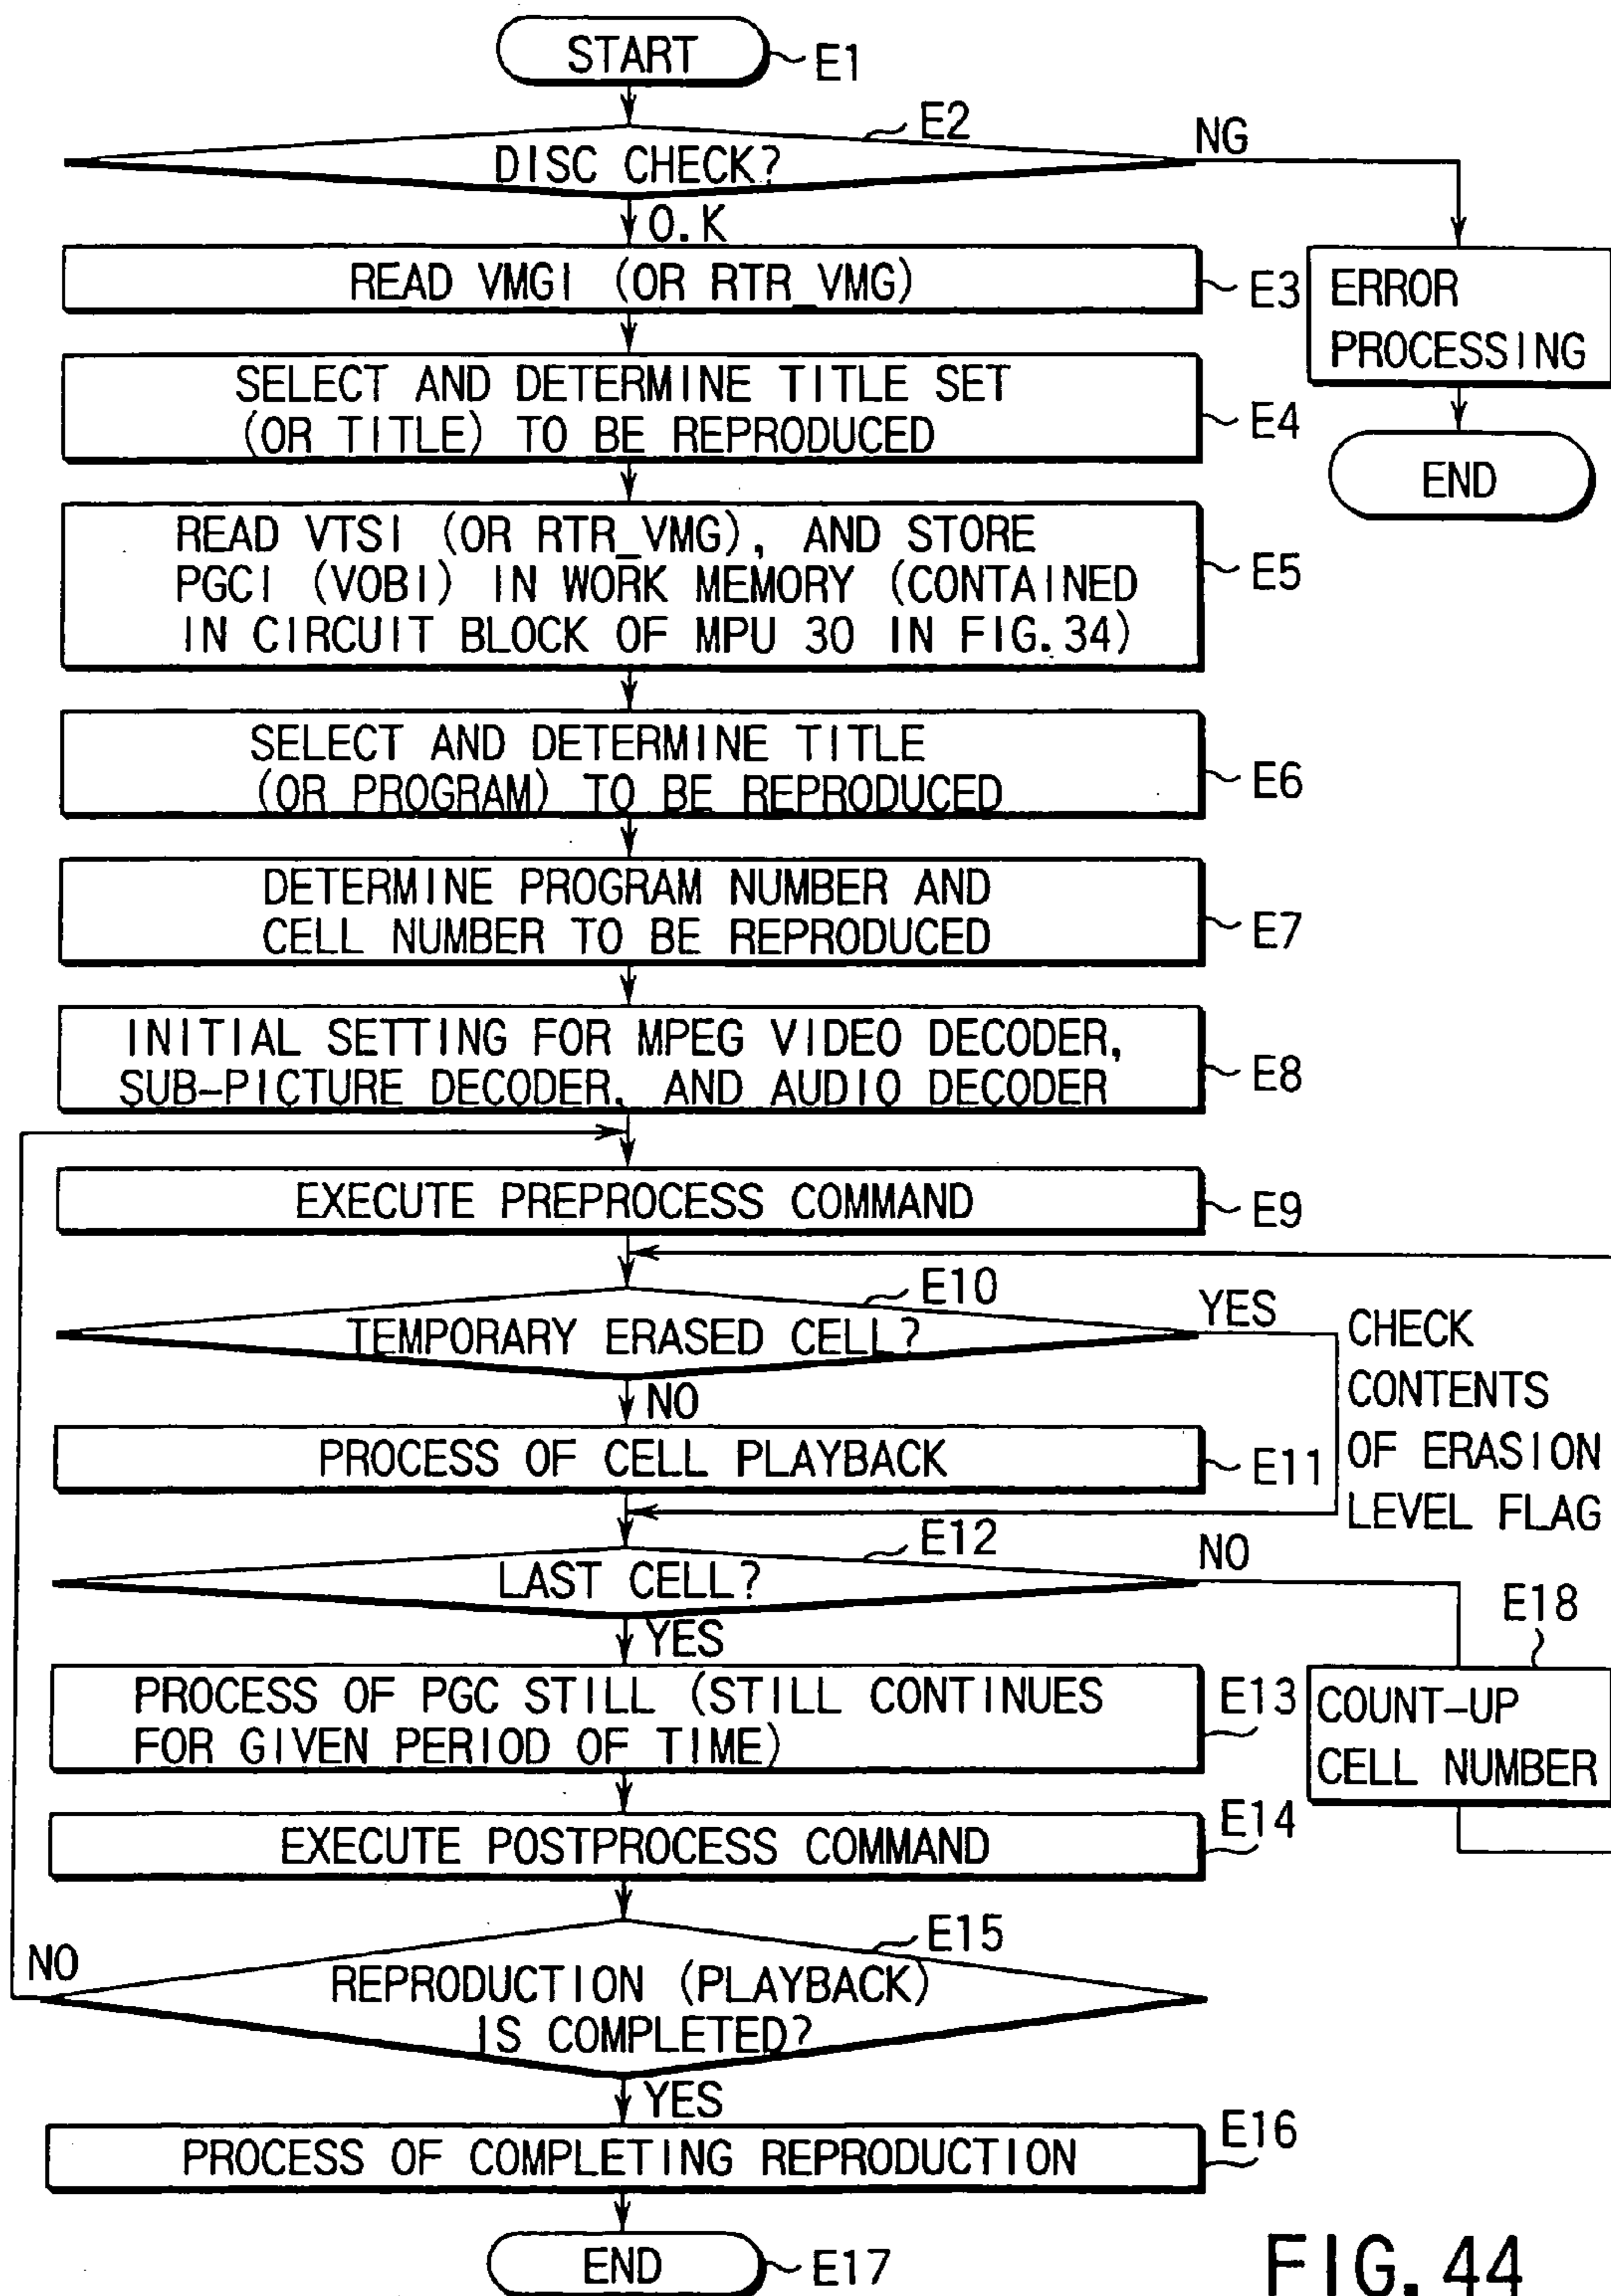 START
E1
E2
NG
DISC CHECK?
O.K
READ VMGI (OR RTR_VMG)
E3
ERROR
PROCESSING
SELECT AND DETERMINE TITLE SET
(OR TITLE) TO BE REPRODUCED
E4
END
READ VTSI (OR RTR_VMG), AND STORE
PGCI (VOBI) IN WORK MEMORY (CONTAINED
IN CIRCUIT BLOCK OF MPU 30 IN FIG.34)
E5
SELECT AND DETERMINE TITLE
(OR PROGRAM) TO BE REPRODUCED
E6
DETERMINE PROGRAM NUMBER AND
CELL NUMBER TO BE REPRODUCED
E7
INITIAL SETTING FOR MPEG VIDEO DECODER,
SUB-PICTURE DECODER, AND AUDIO DECODER
E8
EXECUTE PREPROCESS COMMAND
E9
E10
YES
TEMPORARY ERASED CELL?
CHECK
CONTENTS
OF ERASION
LEVEL FLAG
NO
PROCESS OF CELL PLAYBACK
E11
E12
NO
LAST CELL?
YES
E18
COUNT-UP
CELL NUMBER
PROCESS OF PGC STILL (STILL CONTINUES
FOR GIVEN PERIOD OF TIME)
E13
EXECUTE POSTPROCESS COMMAND
E14
E15
NO
REPRODUCTION (PLAYBACK)
IS COMPLETED?
YES
PROCESS OF COMPLETING REPRODUCTION
E16
END
E17
FIG. 44